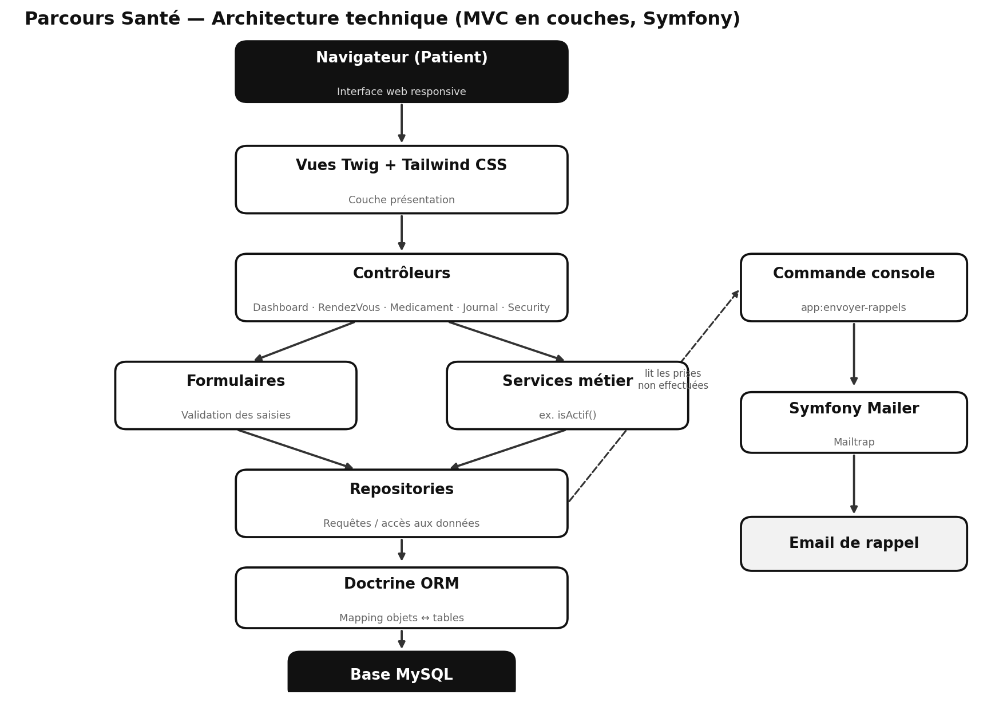 Parcours Santé — Architecture technique (MVC en couches, Symfony)
Navigateur (Patient)
Interface web responsive
Vues Twig + Tailwind CSS
Couche présentation
Contrôleurs
Dashboard · RendezVous · Medicament · Journal · Security
Commande console
app:envoyer-rappels
Formulaires
Validation des saisies
Services métier
ex. isActif()
lit les prises
non effectuées
Symfony Mailer
Mailtrap
Repositories
Requêtes / accès aux données
Email de rappel
Doctrine ORM
Mapping objets ↔ tables
Base MySQL